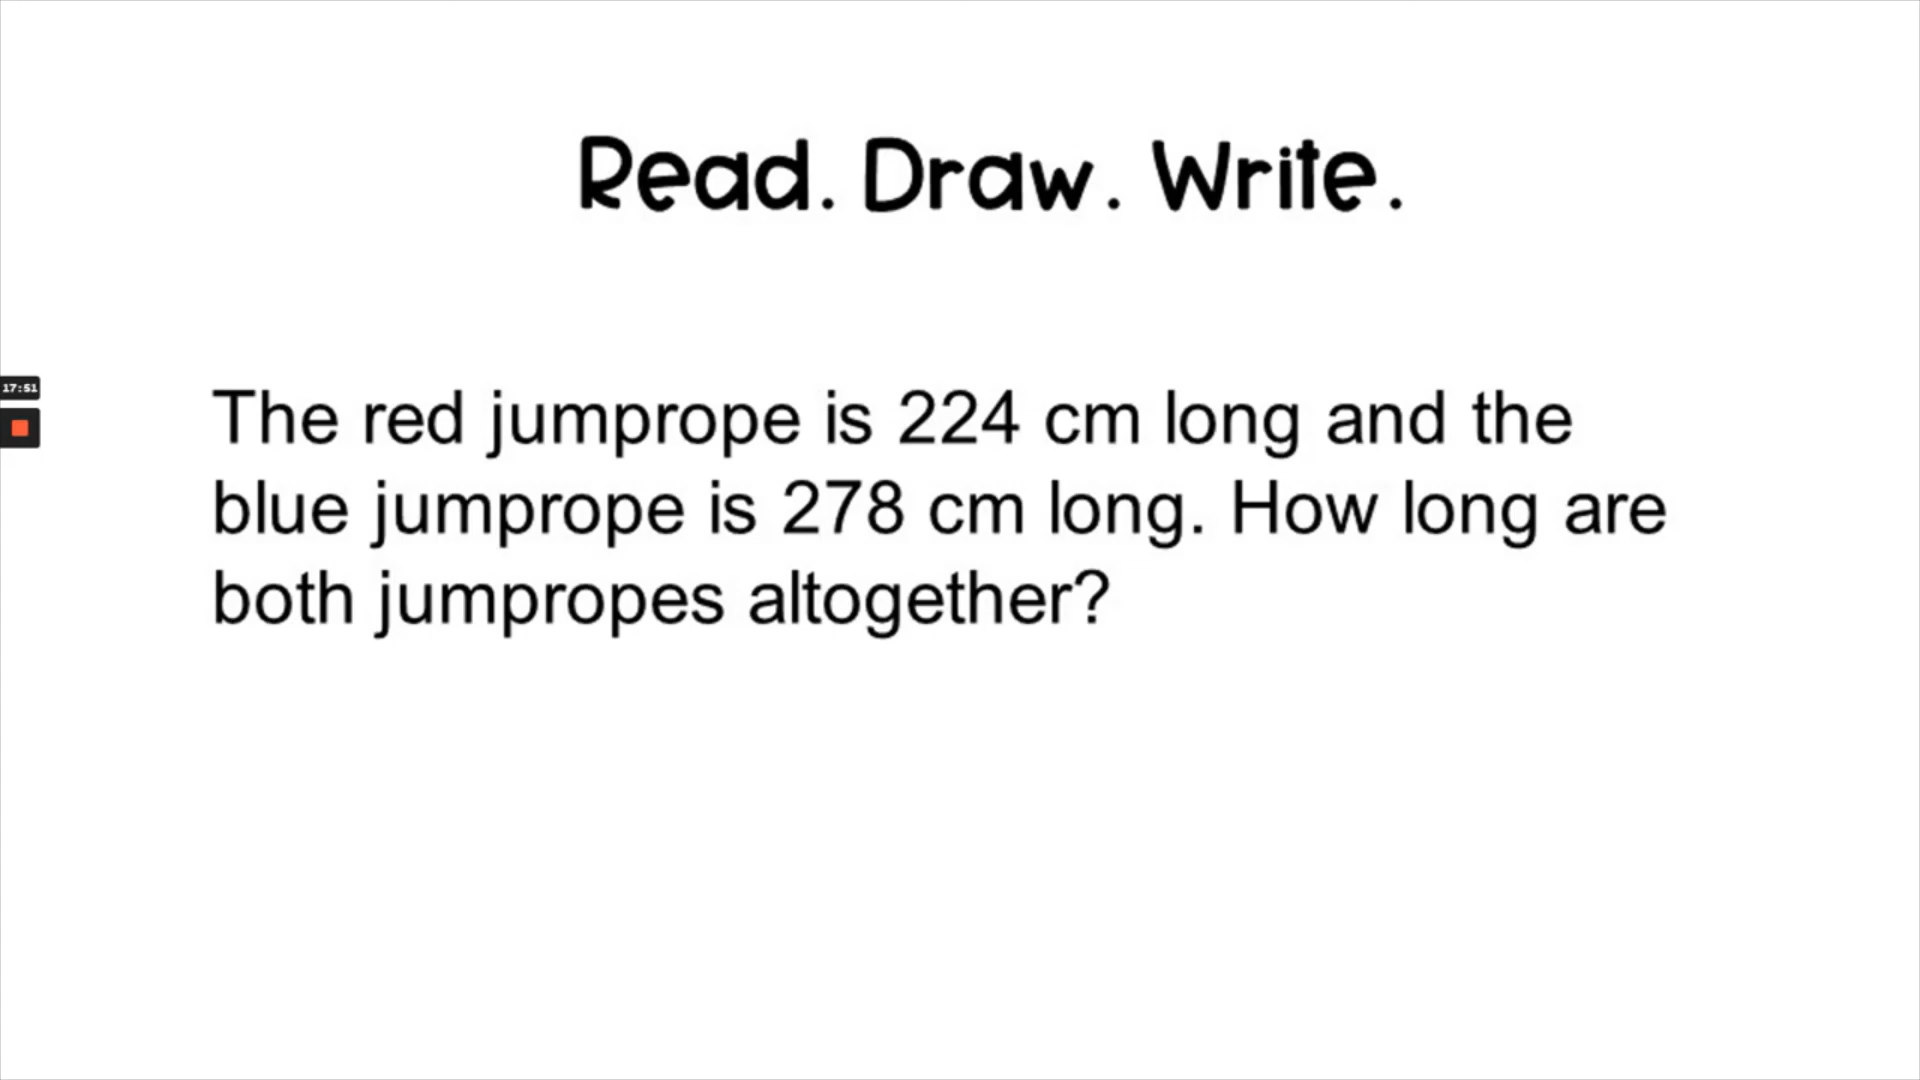 Read. Draw. Write.
17:51
The red jumprope is 224 cm long and the
blue jumprope is 278 cm long. How long are
both jumpropes altogether?